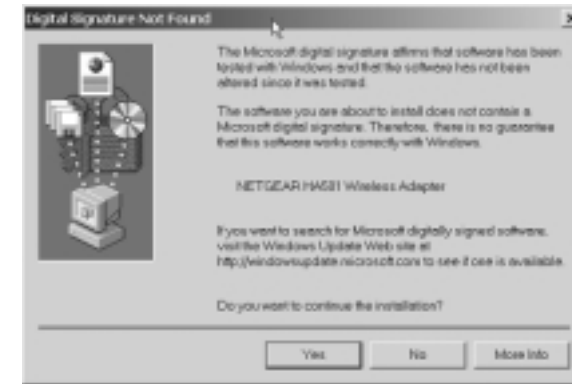 Digital Signature Not Found
The Microsoft digital signature affirms that software has been
tested with Windows and that the software has not been
altered since it was tested.
The software you are about to install does not contain a
Microsoft digital signature. Therefore, there is no guarantee
that this software works correctly with Windows.
NETGEAR MA501 Wireless Adapter
If you want to search for Microsoft digitally signed software,
visit the Windows Update Web site at
http://windowsupdate.microsoft.com to see if one is available.
Do you want to continue the installation?
Yes
No
More Info